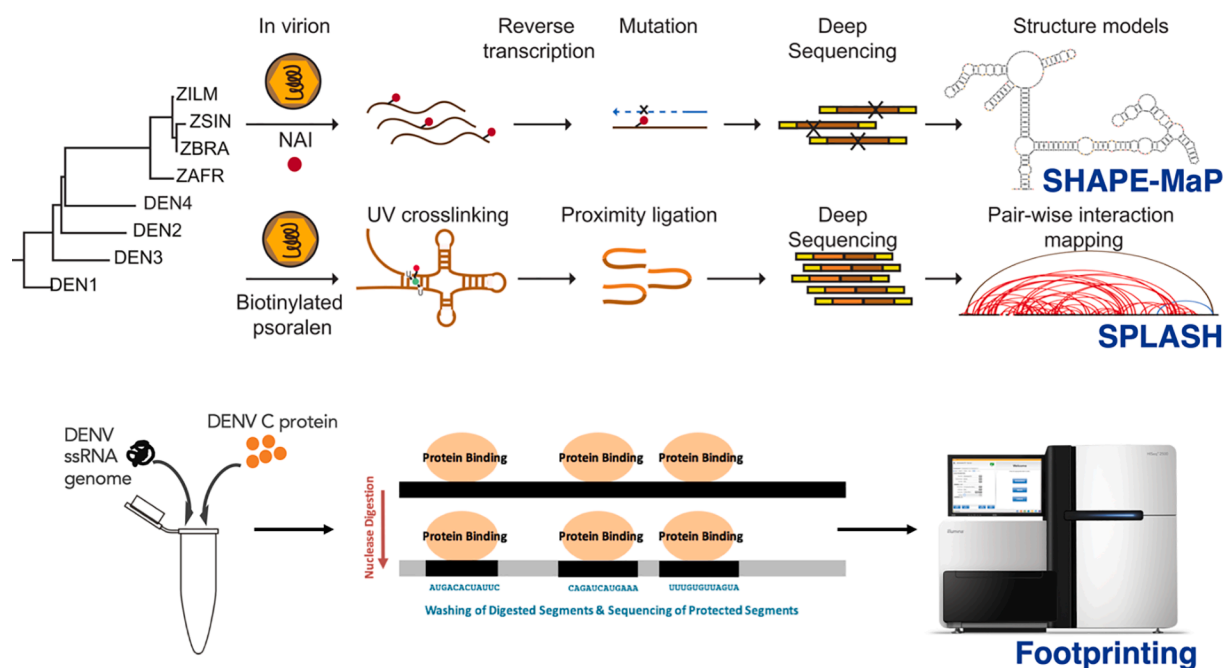 In virion
Reverse
transcription
Mutation
Deep
Sequencing
Structure models
ZILM
ZSIN
ZBRA
ZAFR
DEN4
DEN2
DEN3
DEN1
NAI
SHAPE-MaP
Biotinylated
psoralen
UV crosslinking
Proximity ligation
Deep
Sequencing
Pair-wise interaction
mapping
SPLASH
DENV
ssRNA
genome
DENV C protein
Nuclease Digestion
Protein Binding
Protein Binding
Protein Binding
Protein Binding
Protein Binding
Protein Binding
AUGACACUAUUC
CAGAUCAUGAAA
UUUGUGUUAGUA
Washing of Digested Segments & Sequencing of Protected Segments
Welcome
illumina
Footprinting